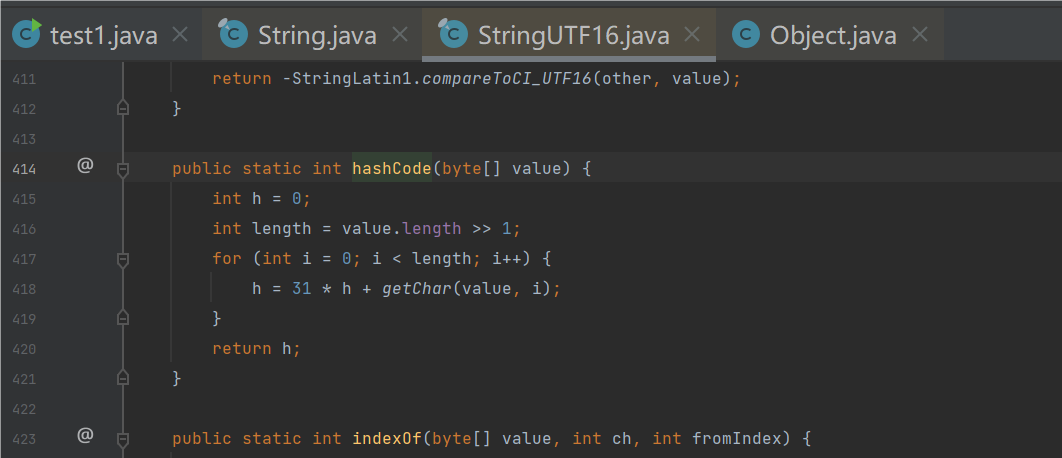 test1.java String.java StringUTF16.java Object.java
411 return -StringLatin1.compareToCI_UTF16(other, value);
412 }
413
414 @ public static int hashCode(byte[] value) {
415 int h = 0;
416 int length = value.length >> 1;
417 for (int i = 0; i < length; i++) {
418 h = 31 * h + getChar(value, i);
419 }
420 return h;
421 }
422
423 @ public static int indexOf(byte[] value, int ch, int fromIndex) {